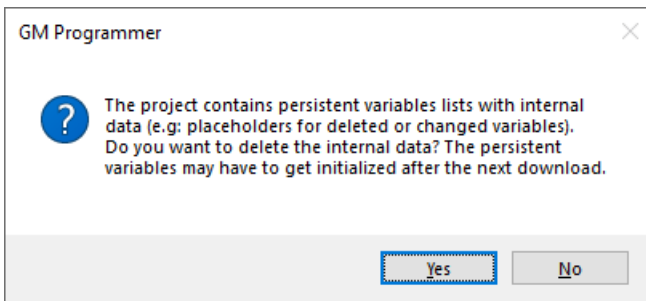 GM Programmer
?
The project contains persistent variables lists with internal
data (e.g: placeholders for deleted or changed variables).
Do you want to delete the internal data? The persistent
variables may have to get initialized after the next download.
Yes
No